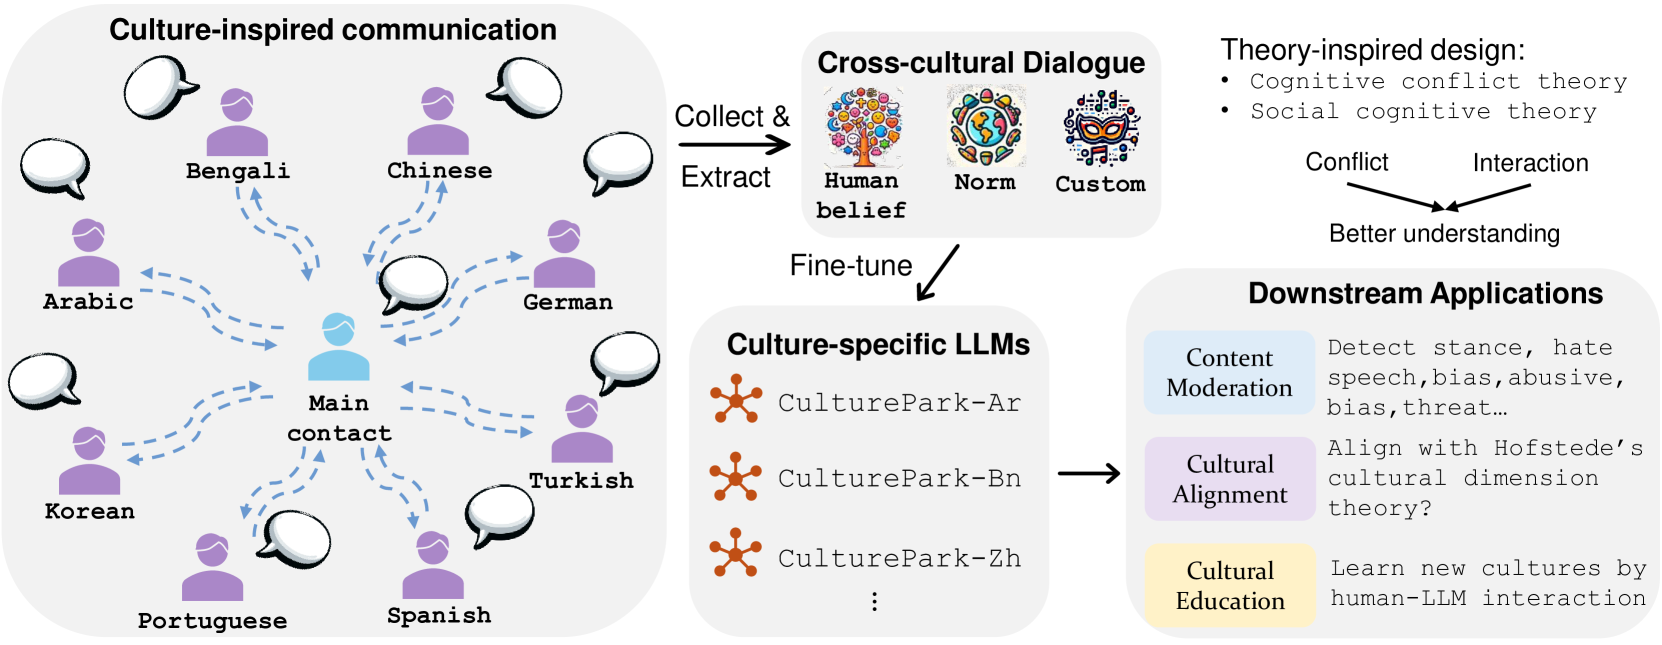 Culture-inspired communication
Bengali
Chinese
Arabic
German
Main
contact
Korean
Turkish
Portuguese
Spanish
Collect &
Extract
Cross-cultural Dialogue
Human
belief
Norm
Custom
Fine-tune
Culture-specific LLMs
CulturePark-Ar
CulturePark-Bn
CulturePark-Zh
⋮
Theory-inspired design:
• Cognitive conflict theory
• Social cognitive theory
Conflict
Interaction
Better understanding
Downstream Applications
Content
Moderation
Detect stance, hate
speech,bias,abusive,
bias,threat…
Cultural
Alignment
Align with Hofstede’s
cultural dimension
theory?
Cultural
Education
Learn new cultures by
human-LLM interaction